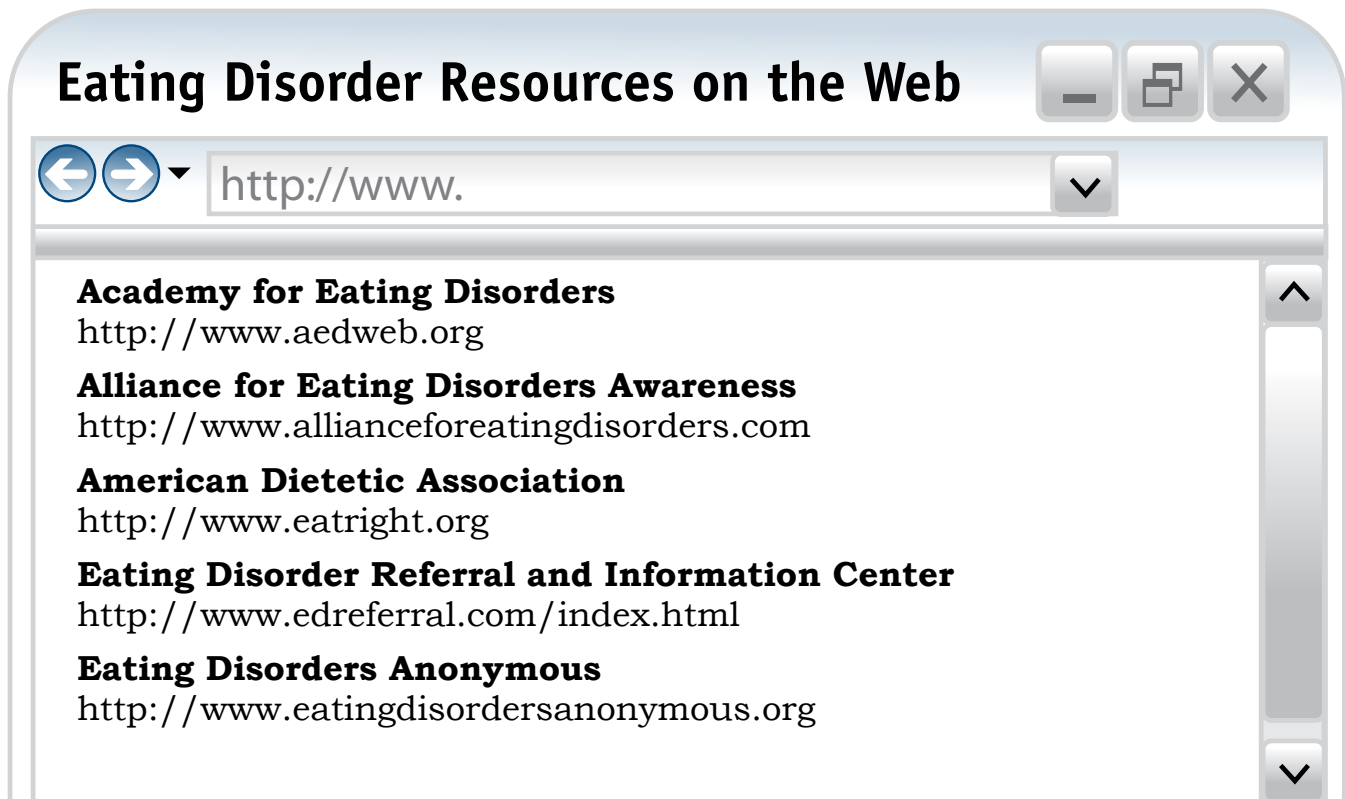 Eating Disorder Resources on the Web
http://www.
Academy for Eating Disorders
http://www.aedweb.org
Alliance for Eating Disorders Awareness
http://www.allianceforeatingdisorders.com
American Dietetic Association
http://www.eatright.org
Eating Disorder Referral and Information Center
http://www.edreferral.com/index.html
Eating Disorders Anonymous
http://www.eatingdisordersanonymous.org